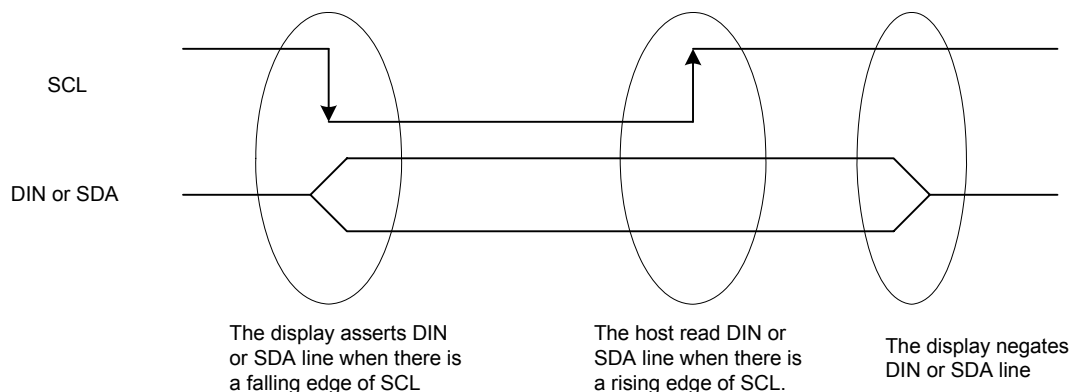 SCL
DIN or SDA
The display asserts DIN
or SDA line when there is
a falling edge of SCL
The host read DIN or
SDA line when there is
a rising edge of SCL.
The display negates
DIN or SDA line